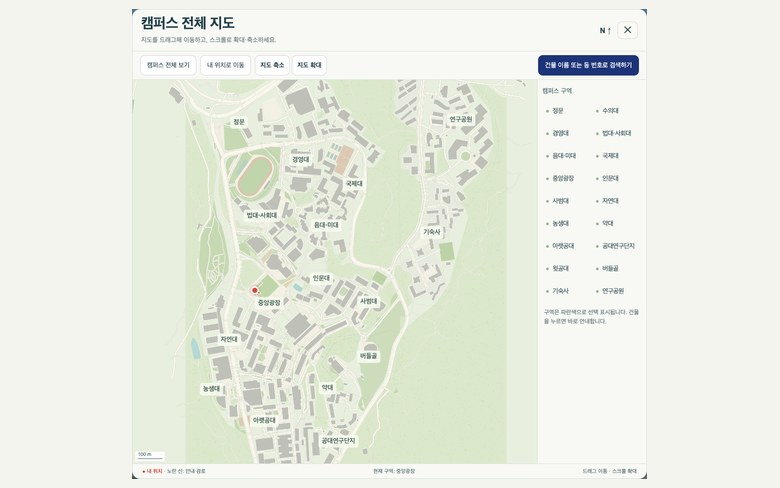 캠퍼스 전체 지도
지도를 드래그해 이동하고, 스크롤로 확대·축소하세요.
N ↑
캠퍼스 전체 보기
내 위치로 이동
지도 축소
지도 확대
건물 이름 또는 동 번호로 검색하기
정문
연구공원
경영대
국제대
법대·사회대
음대·미대
기숙사
인문대
중앙광장
사범대
자연대
버들골
농생대
약대
아랫공대
공대연구단지
100 m
캠퍼스 구역
정문 수의대
경영대 법대·사회대
음대·미대 국제대
중앙광장 인문대
사범대 자연대
농생대 약대
아랫공대 공대연구단지
윗공대 버들골
기숙사 연구공원
구역은 파란색으로 선택 표시됩니다. 건물
을 누르면 바로 안내합니다.
내 위치 · 노란 선: 안내 경로
현재 구역: 중앙광장
드래그 이동 · 스크롤 확대